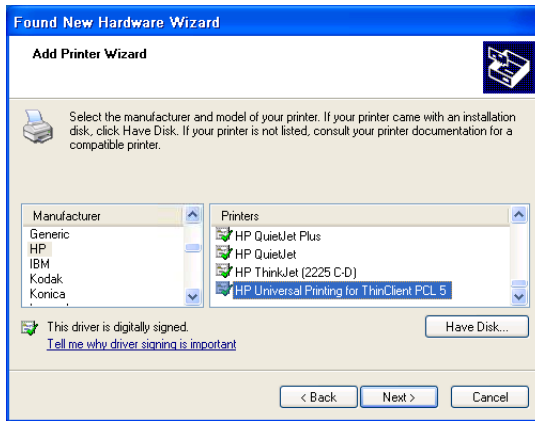 Found New Hardware Wizard
Add Printer Wizard
Select the manufacturer and model of your printer. If your printer came with an installation
disk, click Have Disk. If your printer is not listed, consult your printer documentation for a
compatible printer.
Manufacturer
Generic
HP
IBM
Kodak
Konica
Printers
HP QuietJet Plus
HP QuietJet
HP ThinkJet (2225 C-D)
HP Universal Printing for ThinClient PCL 5
This driver is digitally signed.
Tell me why driver signing is important
Have Disk...
< Back
Next >
Cancel